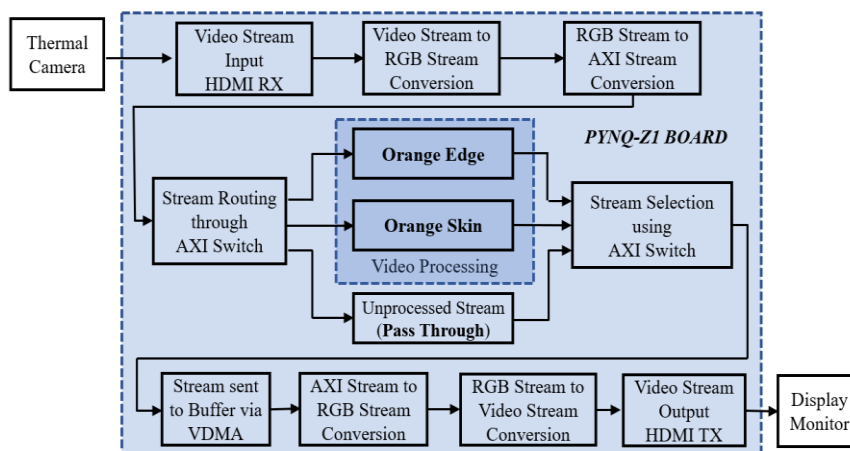 Thermal
Camera
Video Stream
Input
HDMI RX
Video Stream to
RGB Stream
Conversion
RGB Stream to
AXI Stream
Conversion
PYNQ-Z1 BOARD
Stream Routing
through
AXI Switch
Orange Edge
Orange Skin
Video Processing
Unprocessed Stream
(Pass Through)
Stream Selection
using
AXI Switch
Stream sent
to Buffer via
VDMA
AXI Stream to
RGB Stream
Conversion
RGB Stream to
Video Stream
Conversion
Video Stream
Output
HDMI TX
Display
Monitor